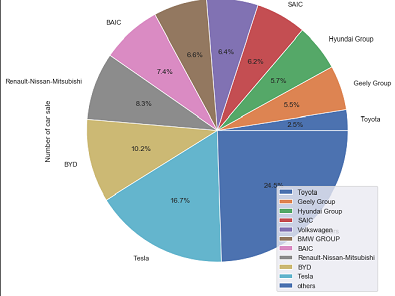 SAIC
BAIC
Hyundai Group
6.4%
6.6%
6.2%
7.4%
5.7%
Renault-Nissan-Mitsubishi
Geely Group
8.3%
5.5%
Toyota
2.5%
Number of car sale
10.2%
BYD
24.5%
16.7%
Tesla
Toyota
Geely Group
Hyundai Group
SAIC
Volkswagen
BMW GROUP
BAIC
Renault-Nissan-Mitsubishi
BYD
Tesla
others